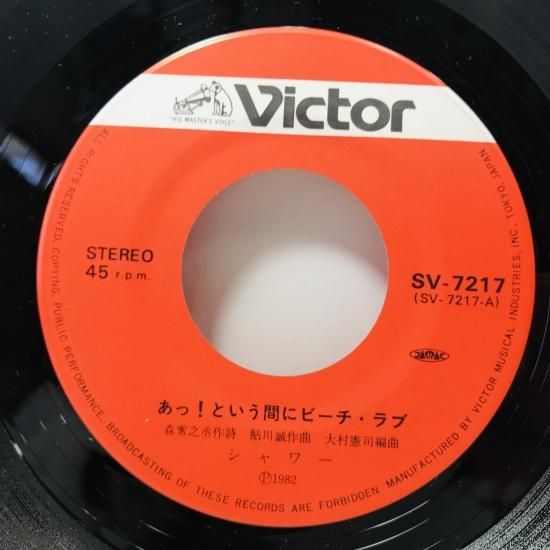 "HIS MASTER'S VOICE"
Victor
STEREO
45 r.p.m.
SV-7217
(SV-7217-A)
JASRAC
あっ!という間にビーチ・ラブ
森雪之丞作詩 鮎川誠作曲 大村憲司編曲
シャワー
Ⓟ1982
ALL RIGHTS RESERVED. COPYING, PUBLIC PERFORMANCE, BROADCASTING OF THESE RECORDS ARE FORBIDDEN MANUFACTURED BY VICTOR MUSICAL INDUSTRIES, INC. TOKYO, JAPAN